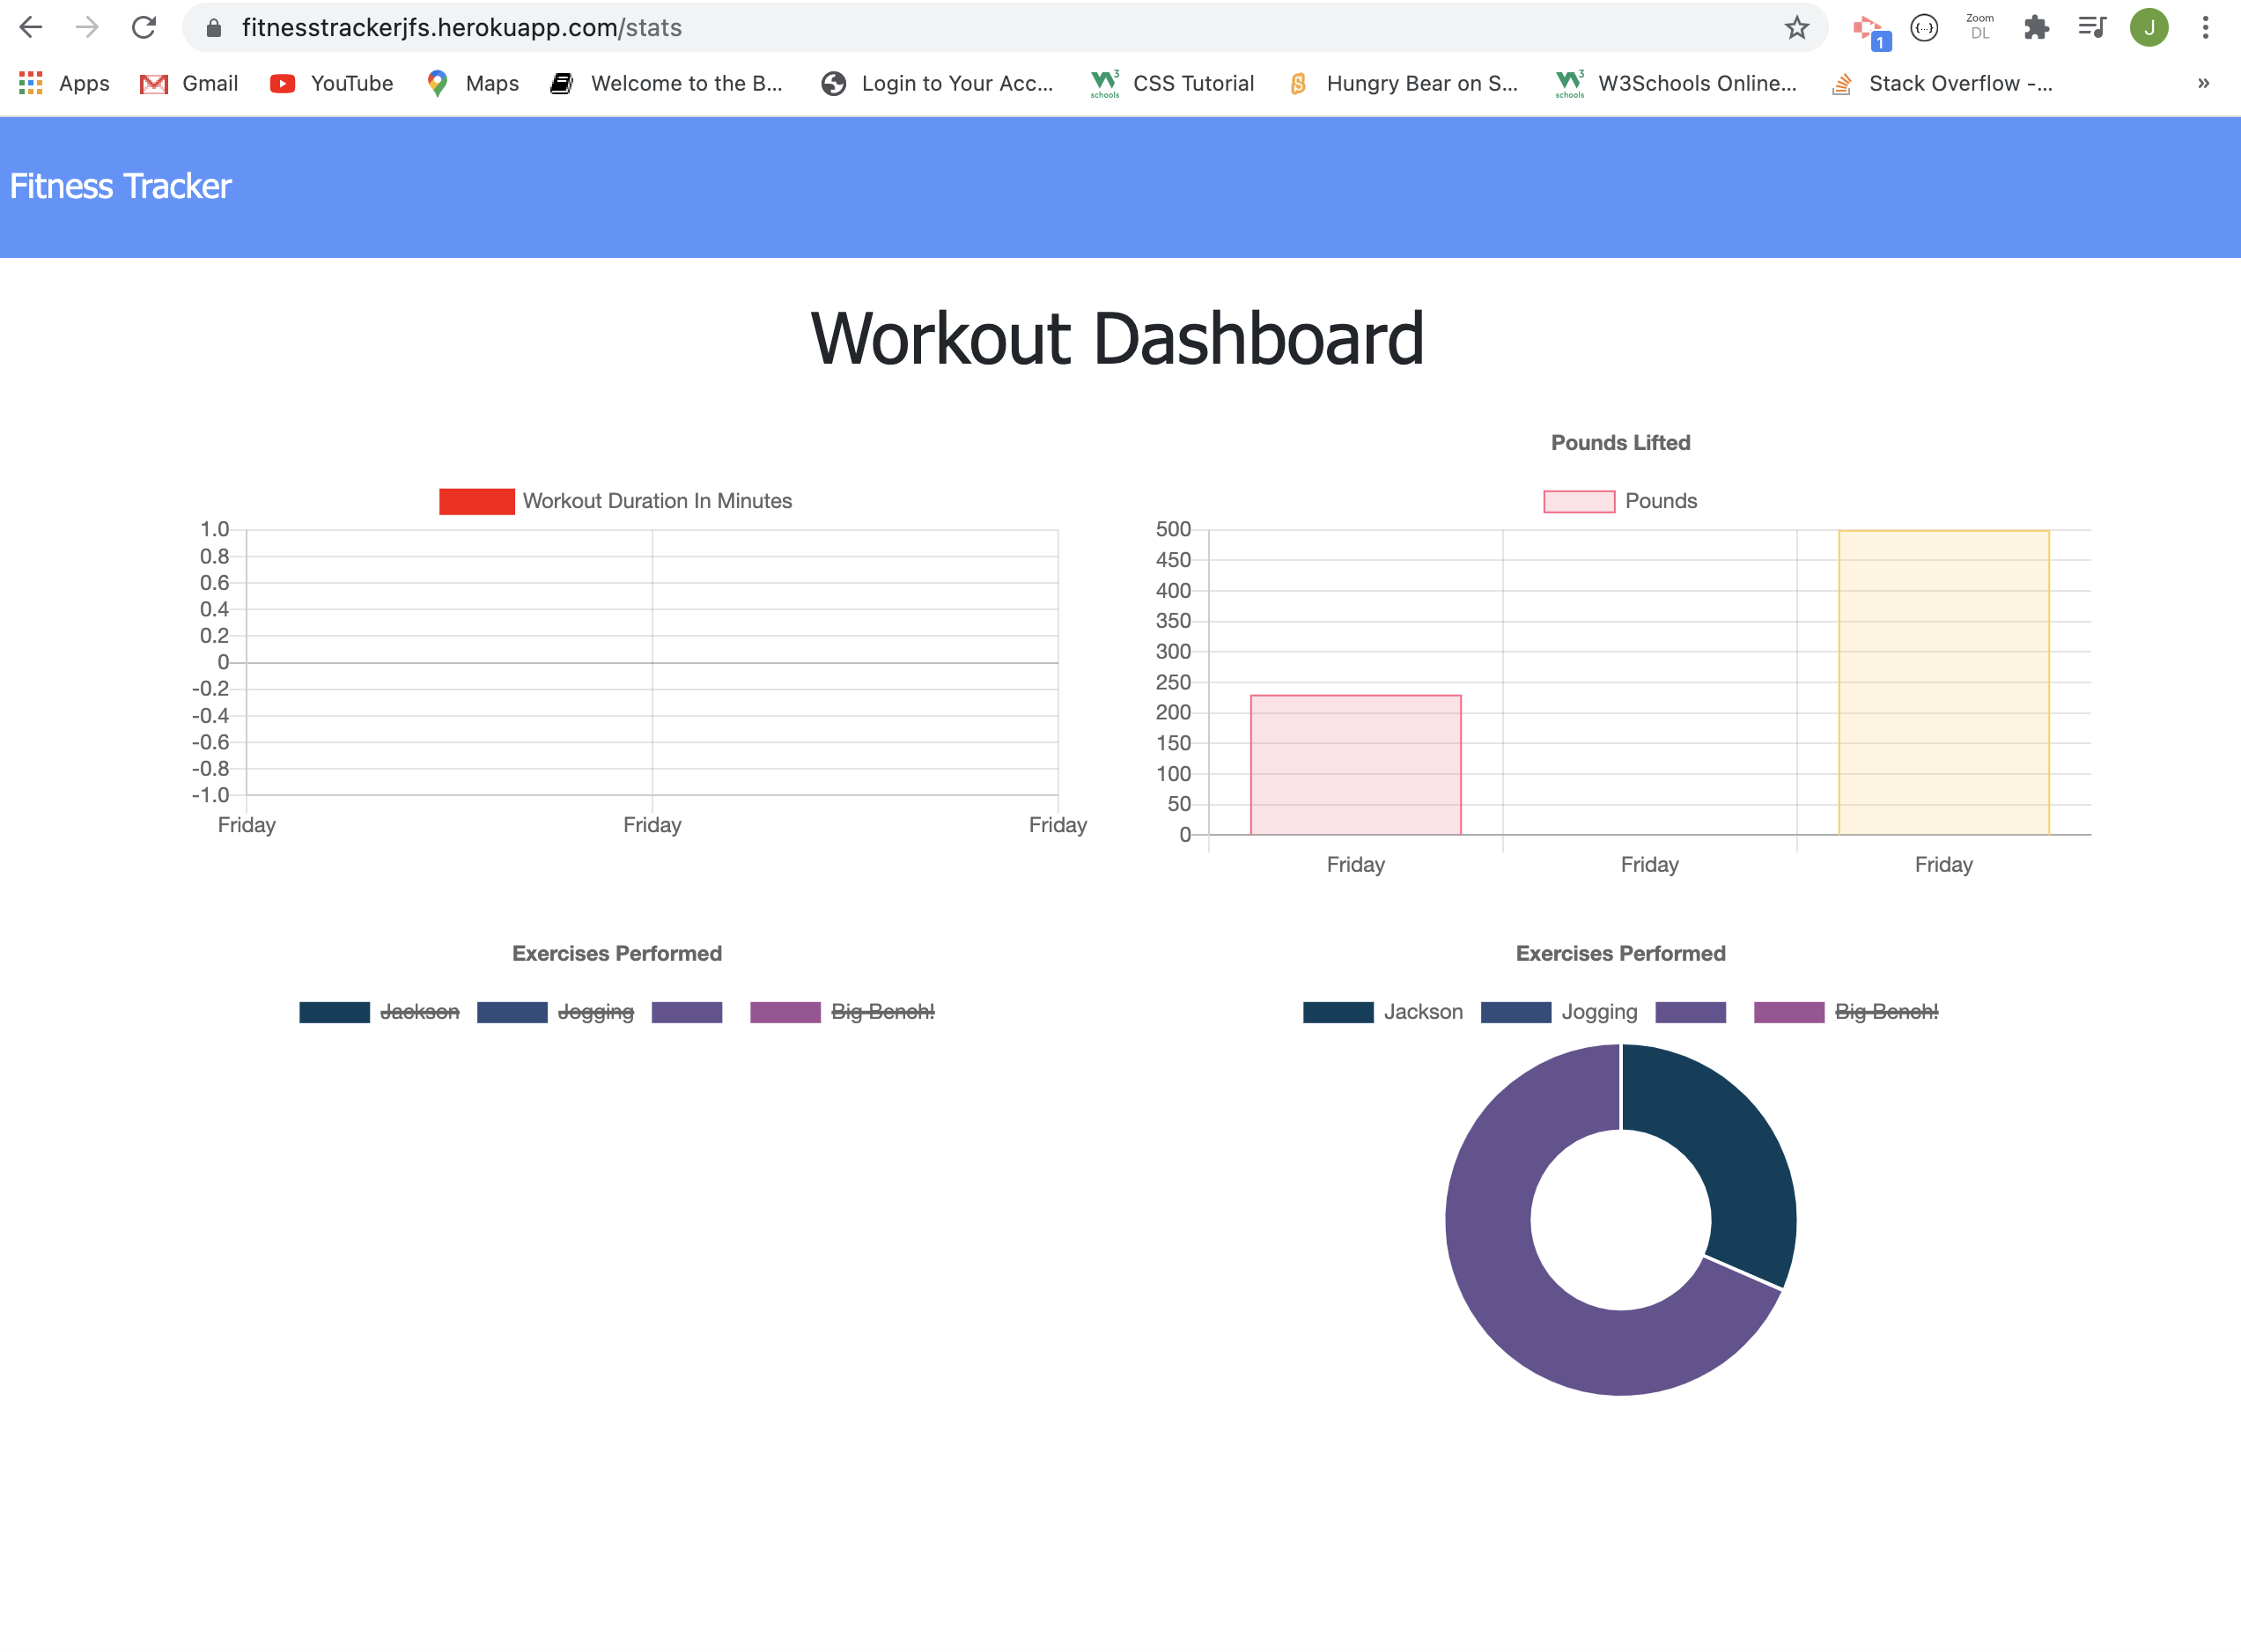 fitnesstrackerjfs.herokuapp.com/stats
1
{...}
Zoom
DL
J
Apps
Gmail
YouTube
Maps
Welcome to the B...
Login to Your Acc...
W3 schools
CSS Tutorial
Hungry Bear on S...
W3 schools
W3Schools Online...
Stack Overflow -...
»
Fitness Tracker
Workout Dashboard
Workout Duration In Minutes
1.0
0.8
0.6
0.4
0.2
0
-0.2
-0.4
-0.6
-0.8
-1.0
Friday Friday Friday
Pounds Lifted
Pounds
500
450
400
350
300
250
200
150
100
50
0
Friday Friday Friday
Exercises Performed
Jackson Jogging Big Bench!
Exercises Performed
Jackson Jogging Big Bench!